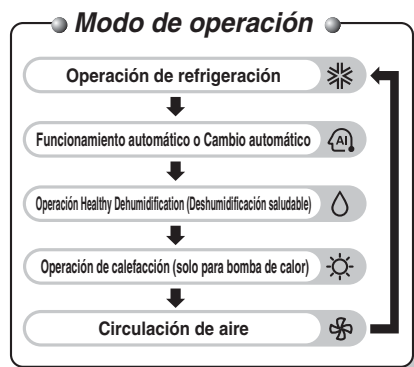 Modo de operación
Operación de refrigeración
Funcionamiento automático o Cambio automático
AI
Operación Healthy Dehumidification (Deshumidificación saludable)
Operación de calefacción (solo para bomba de calor)
Circulación de aire